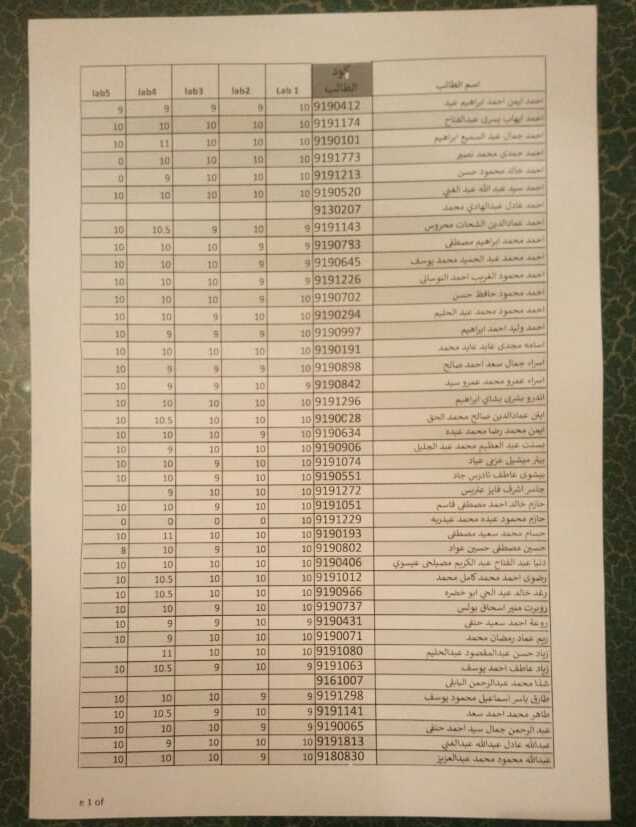 اسم الطالب كود الطالب Lab 1 lab2 lab3 lab4 lab5
احمد ايمن احمد ابراهيم عيد 9190412 10 9 9 9 9
احمد ايهاب يسرى عبدالفتاح 9191174 10 10 10 10 10
احمد جمال عبد السميع ابراهيم 9190101 10 10 10 11 10
احمد حمدى محمد نصير 9191773 10 10 10 10 0
احمد خالد محمود حسن 9191213 10 10 10 9 0
احمد سيد عبد الله عبد الغني 9190520 10 10 10 10 10
احمد عادل عبدالهادي محمد 9130207
احمد عمادالدين الشحات محروس 9191143 9 10 9 10.5 10
احمد محمد ابراهيم مصطفى 9190793 9 9 10 10 10
احمد محمد عبد الحميد محمد يوسف 9190645 9 9 10 10 10
احمد محمود الغريب احمد 9191226 9 9 10 10 10
احمد محمود حافظ حسن 9190702 10 9 10 10 10
احمد محمود محمد عبد الحليم 9190294 10 10 9 10 10
احمد وليد احمد ابراهيم 9190997 10 9 9 9 10
اسامه مجدى عابد عابد محمد 9190191 10 10 10 10 10
اسراء جمال سعد احمد صالح 9190898 10 9 9 9 10
اسراء عمرو محمد عمرو سيد 9190842 9 10 9 9 10
اندرو بشرى بشاي ابراهيم 9191296 10 10 10 10 10
عمادالدين صالح محمد الحق 9190028 10 10 10 10.5 10
ايمن محمد رضا محمد عبده 9190634 10 9 10 10 10
بسنت عبد العظيم محمد عبد الجليل 9190906 10 10 10 9 10
بيتر ميشيل عزمى عياد 9191074 10 10 9 10 10
بيشوى عاطف جاد 9190551 10 10 9 10 10
جاسر اشرف فايز 9191272 10 10 10 9
حازم خالد احمد مصطفى قاسم 9191051 10 10 9 10 10
حازم محمود عبده محمد عبدربه 9191229 10 0 0 0 0
حسام محمد سعيد مصطفى 9190193 10 10 10 11 10
حسين مصطفى حسين عواد 9190802 10 10 9 10 8
دنيا عبد الفتاح عبد الكريم مصيلحى عيسوي 9190406 10 10 10 10 10
رضوى احمد محمد كامل محمد 9191012 10 10 10 10.5 10
رغد خالد عبد الحي ابو خضره 9190966 10 10 10 10.5 10
روبرت منير اسحاق بولس 9190737 10 10 9 10 10
روعة احمد سعيد حنفى 9190431 9 10 9 9 10
ريم عماد رمضان محمد 9190071 10 10 10 9 10
زياد حسن عبدالمقصود عبدالحليم 9191080 10 10 10 11
زياد عاطف احمد يوسف 9191063 9 10 9 10.5 10
شذا محمد عبدالرحمن 9161007
طارق ياسر اسماعيل محمود يوسف 9191298 9 9 10 10 10
طاهر محمد احمد سعد 9191141 10 10 9 10.5 10
عبد الرحمن جمال سيد احمد حنفى 9190065 9 9 10 10 10
عبدالله عادل عبدالله عبدالغني 9191813 10 10 10 9 10
عبدالله محمود محمد عبدالعزيز 9180830 10 9 10 10 10
e 1 of